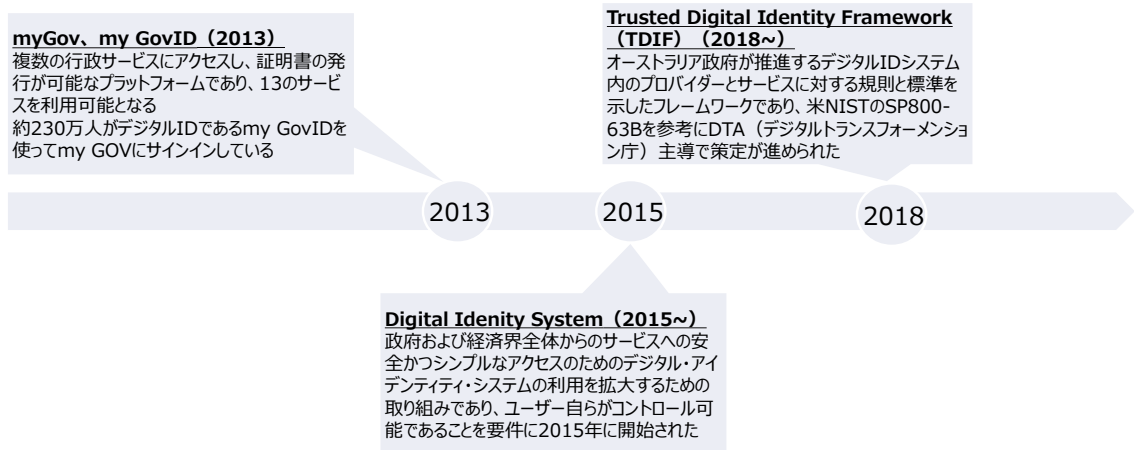 myGov、my GovID（2013）
複数の行政サービスにアクセスし、証明書の発
行が可能なプラットフォームであり、13のサービ
スを利用可能となる
約230万人がデジタルIDであるmy GovIDを
使ってmy GOVにサインインしている
Trusted Digital Identity Framework
（TDIF）（2018~）
オーストラリア政府が推進するデジタルIDシステム
内のプロバイダーとサービスに対する規則と標準を
示したフレームワークであり、米NISTのSP800-
63Bを参考にDTA（デジタルトランスフォーメンショ
ン庁）主導で策定が進められた
2013
2015
2018
Digital Idenity System（2015~）
政府および経済界全体からのサービスへの安
全かつシンプルなアクセスのためのデジタル・アイ
デンティティ・システムの利用を拡大するための
取り組みであり、ユーザー自らがコントロール可
能であることを要件に2015年に開始された